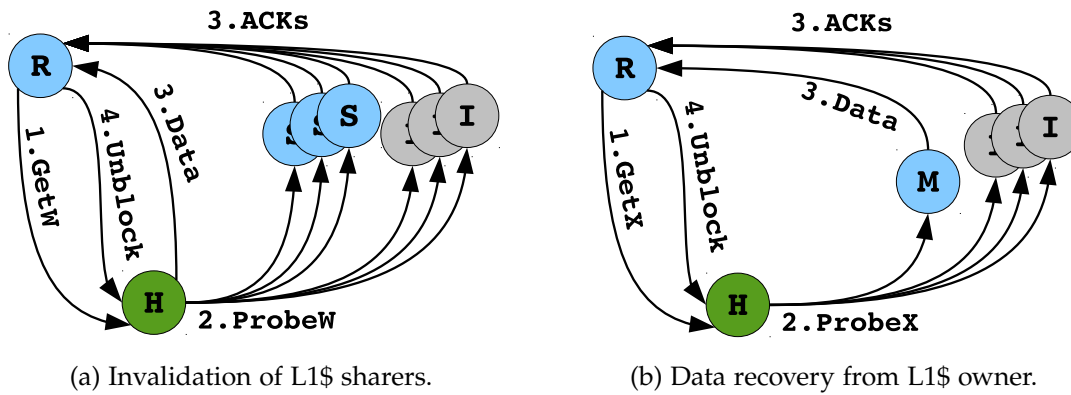 3.ACKs
R
S
S
S
I
I
I
3.Data
1.GetW
4.Unblock
H
2.ProbeW
(a) Invalidation of L1$ sharers.
3.ACKs
R
I
I
I
3.Data
M
1.GetX
4.Unblock
H
2.ProbeX
(b) Data recovery from L1$ owner.